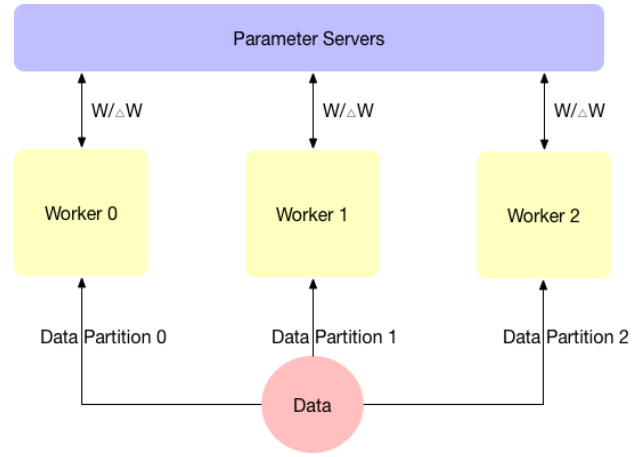 Parameter Servers
W/△W
W/△W
W/△W
Worker 0
Worker 1
Worker 2
Data Partition 0
Data Partition 1
Data Partition 2
Data